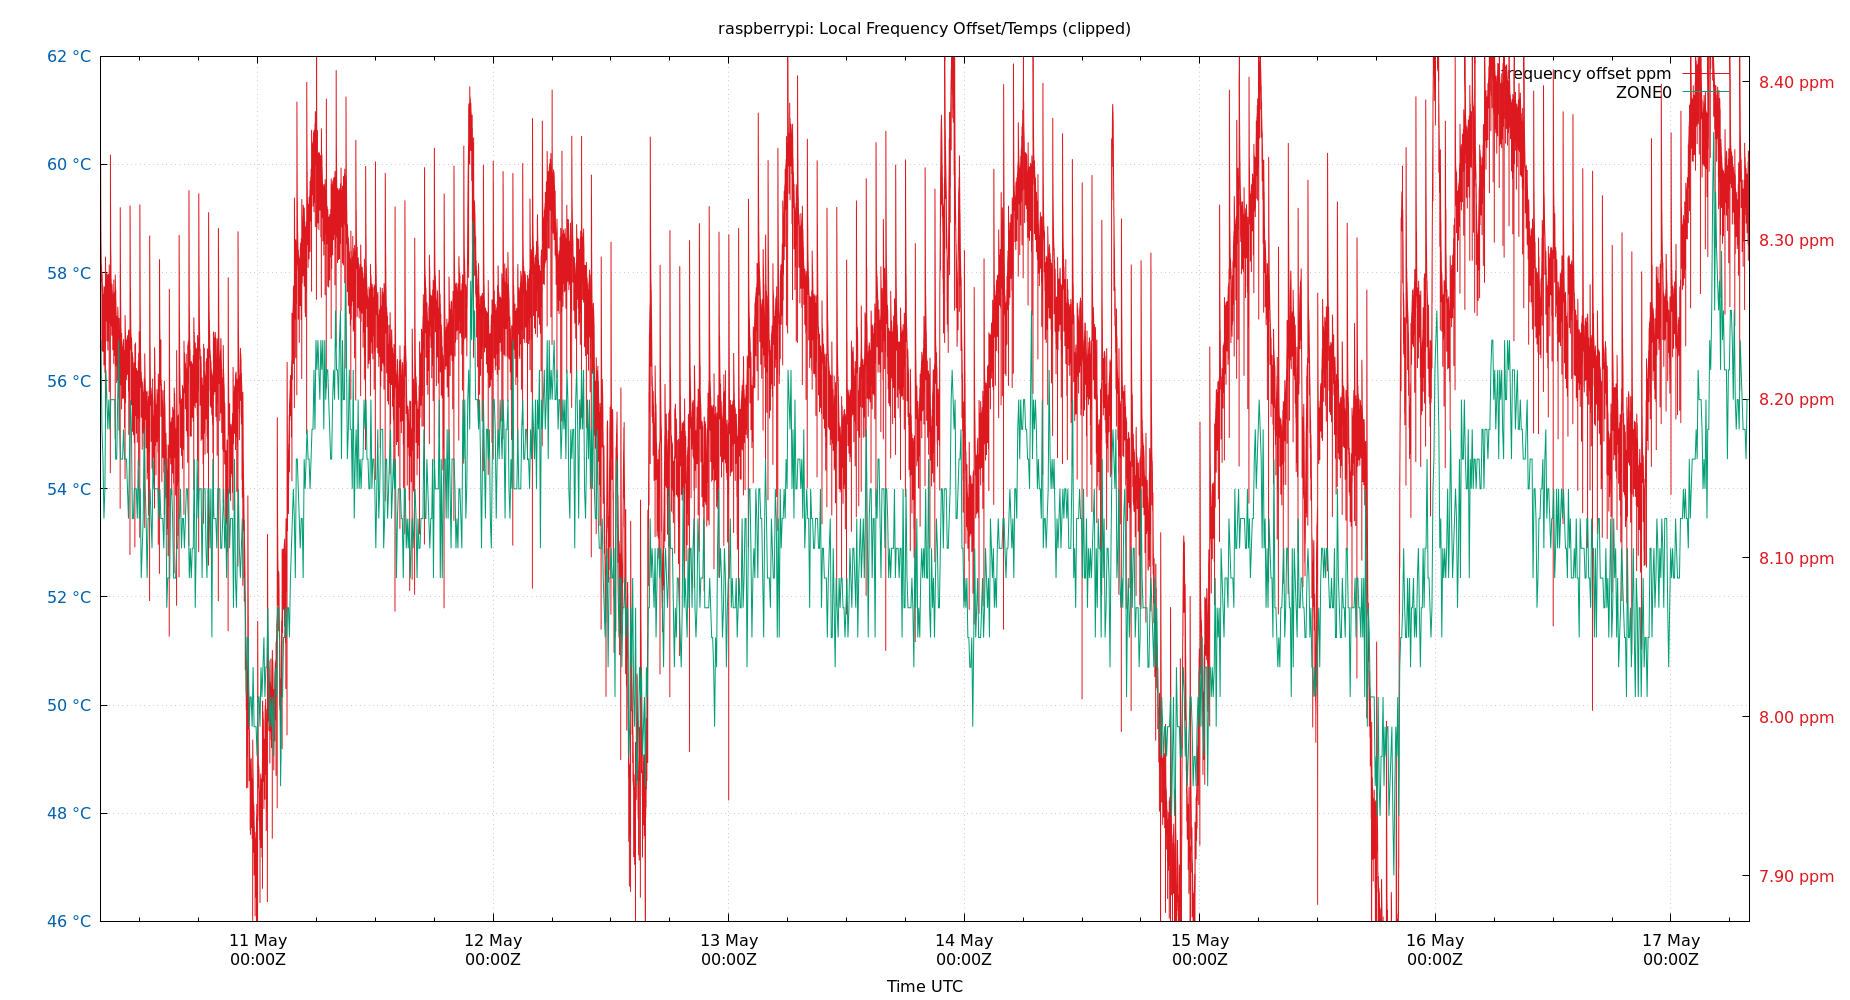 raspberrypi: Local Frequency Offset/Temps (clipped)
62 °C
60 °C
58 °C
56 °C
54 °C
52 °C
50 °C
48 °C
46 °C
frequency offset ppm
ZONE0
8.40 ppm
8.30 ppm
8.20 ppm
8.10 ppm
8.00 ppm
7.90 ppm
11 May
00:00Z
12 May
00:00Z
13 May
00:00Z
14 May
00:00Z
15 May
00:00Z
16 May
00:00Z
17 May
00:00Z
Time UTC